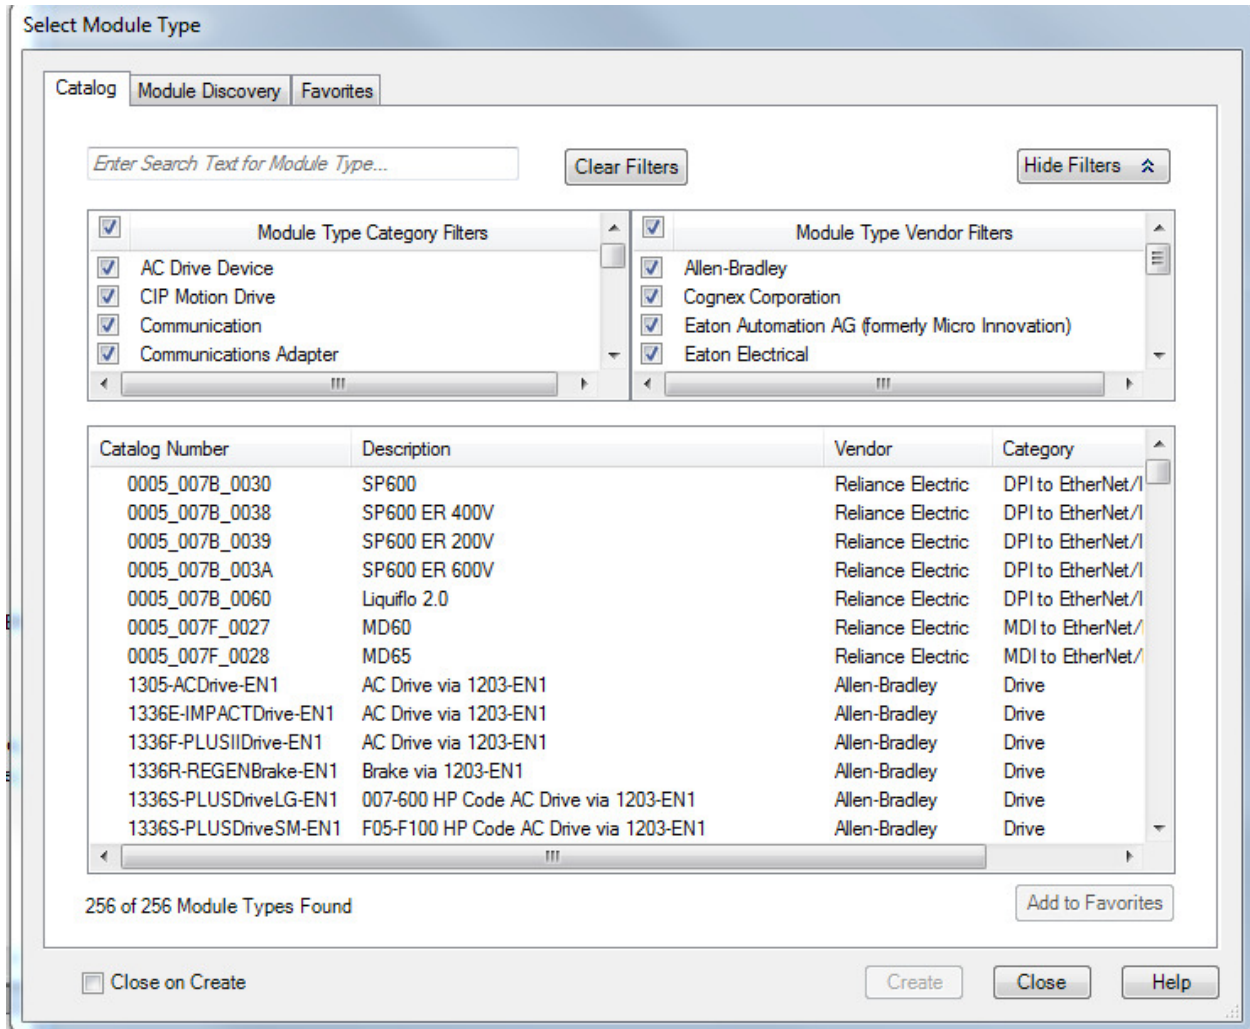 Select Module Type
Catalog Module Discovery Favorites
Enter Search Text for Module Type... Clear Filters Hide Filters
Module Type Category Filters Module Type Vendor Filters
AC Drive Device Allen-Bradley
CIP Motion Drive Cognex Corporation
Communication Eaton Automation AG (formerly Micro Innovation)
Communications Adapter Eaton Electrical
Catalog Number Description Vendor Category
0005_007B_0030 SP600 Reliance Electric DPI to EtherNet/I
0005_007B_0038 SP600 ER 400V Reliance Electric DPI to EtherNet/I
0005_007B_0039 SP600 ER 200V Reliance Electric DPI to EtherNet/I
0005_007B_003A SP600 ER 600V Reliance Electric DPI to EtherNet/I
0005_007B_0060 Liquiflo 2.0 Reliance Electric DPI to EtherNet/I
0005_007F_0027 MD60 Reliance Electric MDI to EtherNet/
0005_007F_0028 MD65 Reliance Electric MDI to EtherNet/
1305-ACDrive-EN1 AC Drive via 1203-EN1 Allen-Bradley Drive
1336E-IMPACTDrive-EN1 AC Drive via 1203-EN1 Allen-Bradley Drive
1336F-PLUSIIDrive-EN1 AC Drive via 1203-EN1 Allen-Bradley Drive
1336R-REGENBrake-EN1 Brake via 1203-EN1 Allen-Bradley Drive
1336S-PLUSDriveLG-EN1 007-600 HP Code AC Drive via 1203-EN1 Allen-Bradley Drive
1336S-PLUSDriveSM-EN1 F05-F100 HP Code AC Drive via 1203-EN1 Allen-Bradley Drive
256 of 256 Module Types Found Add to Favorites
Close on Create Create Close Help